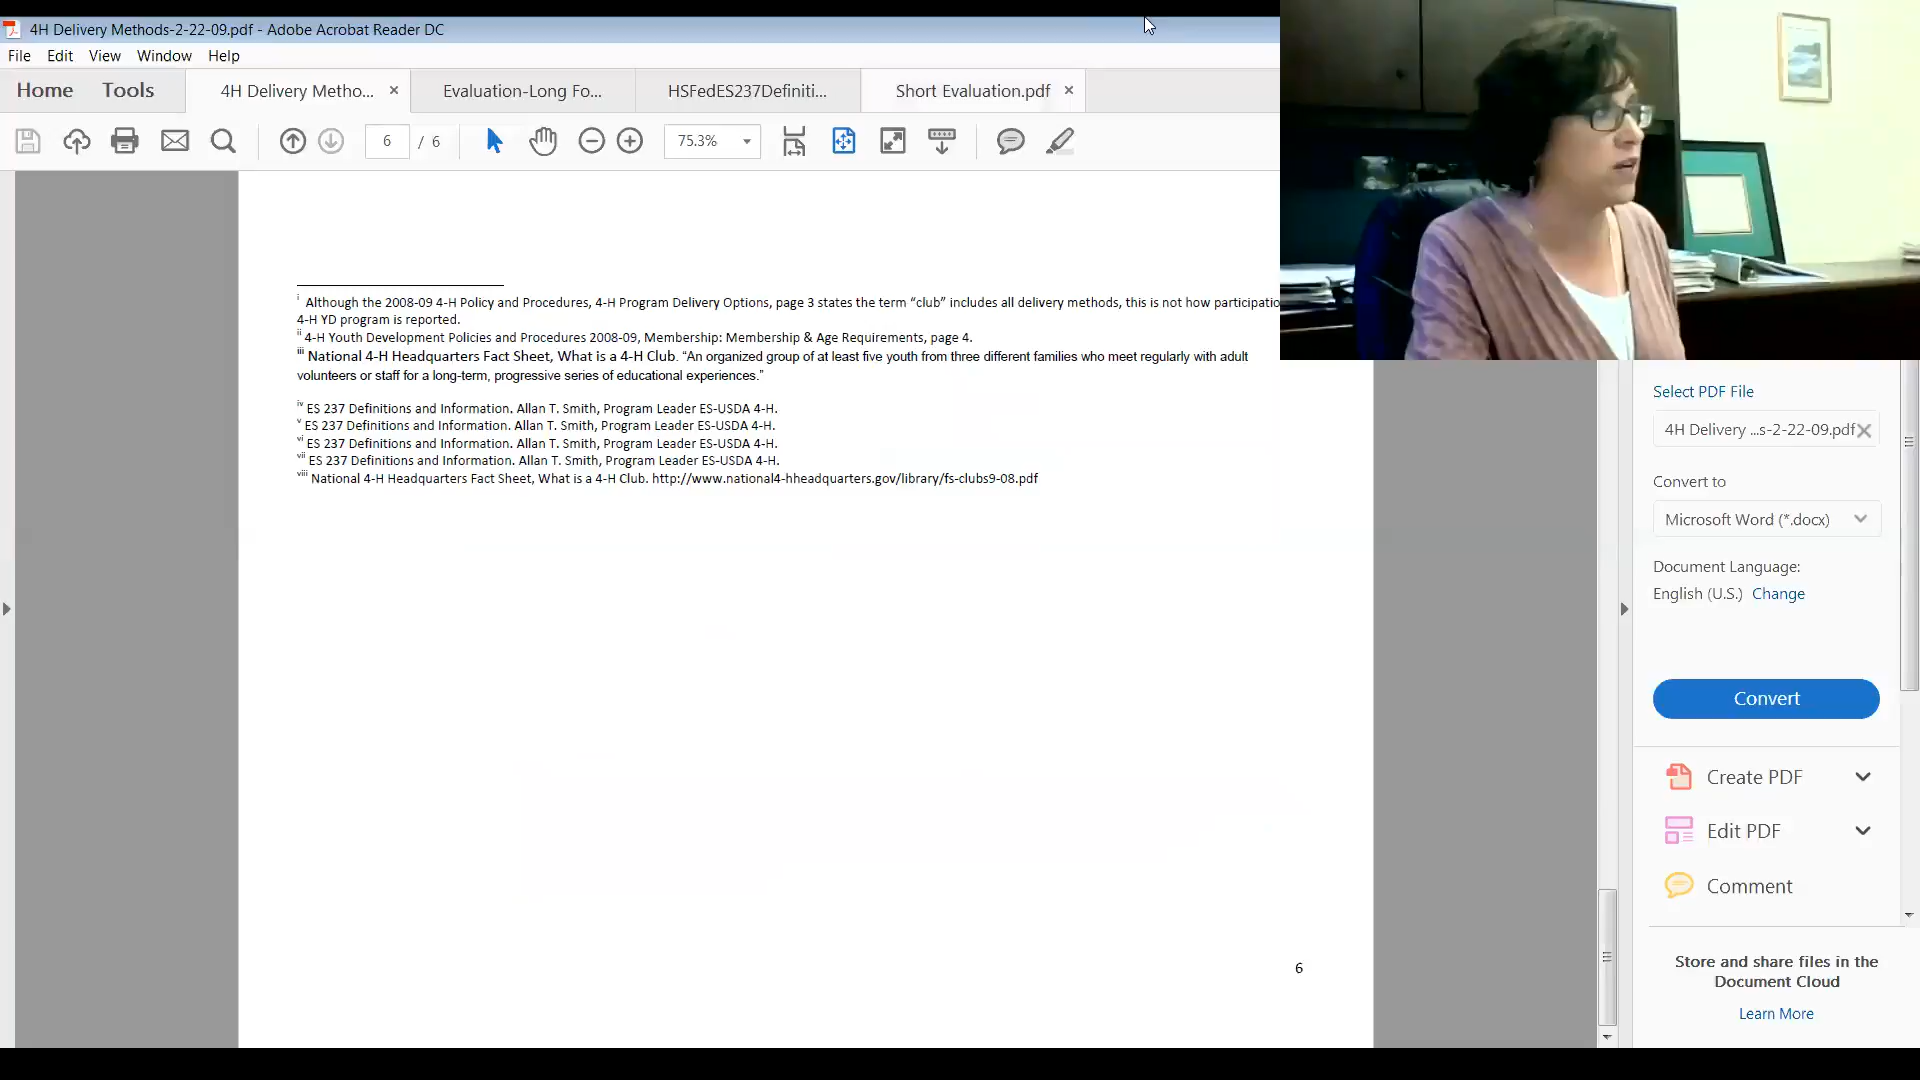 4H Delivery Methods-2-22-09.pdf - Adobe Acrobat Reader DC
File Edit View Window Help
Home Tools 4H Delivery Metho... × Evaluation-Long Fo... HSFedES237Definiti... Short Evaluation.pdf ×
6 / 6 75.3%
i Although the 2008-09 4-H Policy and Procedures, 4-H Program Delivery Options, page 3 states the term “club” includes all delivery methods, this is not how participatio
4-H YD program is reported.
ii 4-H Youth Development Policies and Procedures 2008-09, Membership: Membership & Age Requirements, page 4.
iii National 4-H Headquarters Fact Sheet, What is a 4-H Club. “An organized group of at least five youth from three different families who meet regularly with adult
volunteers or staff for a long-term, progressive series of educational experiences.”
iv ES 237 Definitions and Information. Allan T. Smith, Program Leader ES-USDA 4-H.
v ES 237 Definitions and Information. Allan T. Smith, Program Leader ES-USDA 4-H.
vi ES 237 Definitions and Information. Allan T. Smith, Program Leader ES-USDA 4-H.
vii ES 237 Definitions and Information. Allan T. Smith, Program Leader ES-USDA 4-H.
viii National 4-H Headquarters Fact Sheet, What is a 4-H Club. http://www.national4-hheadquarters.gov/library/fs-clubs9-08.pdf
6
Select PDF File
4H Delivery ...s-2-22-09.pdf
Convert to
Microsoft Word (*.docx)
Document Language:
English (U.S.) Change
Convert
Create PDF
Edit PDF
Comment
Store and share files in the
Document Cloud
Learn More